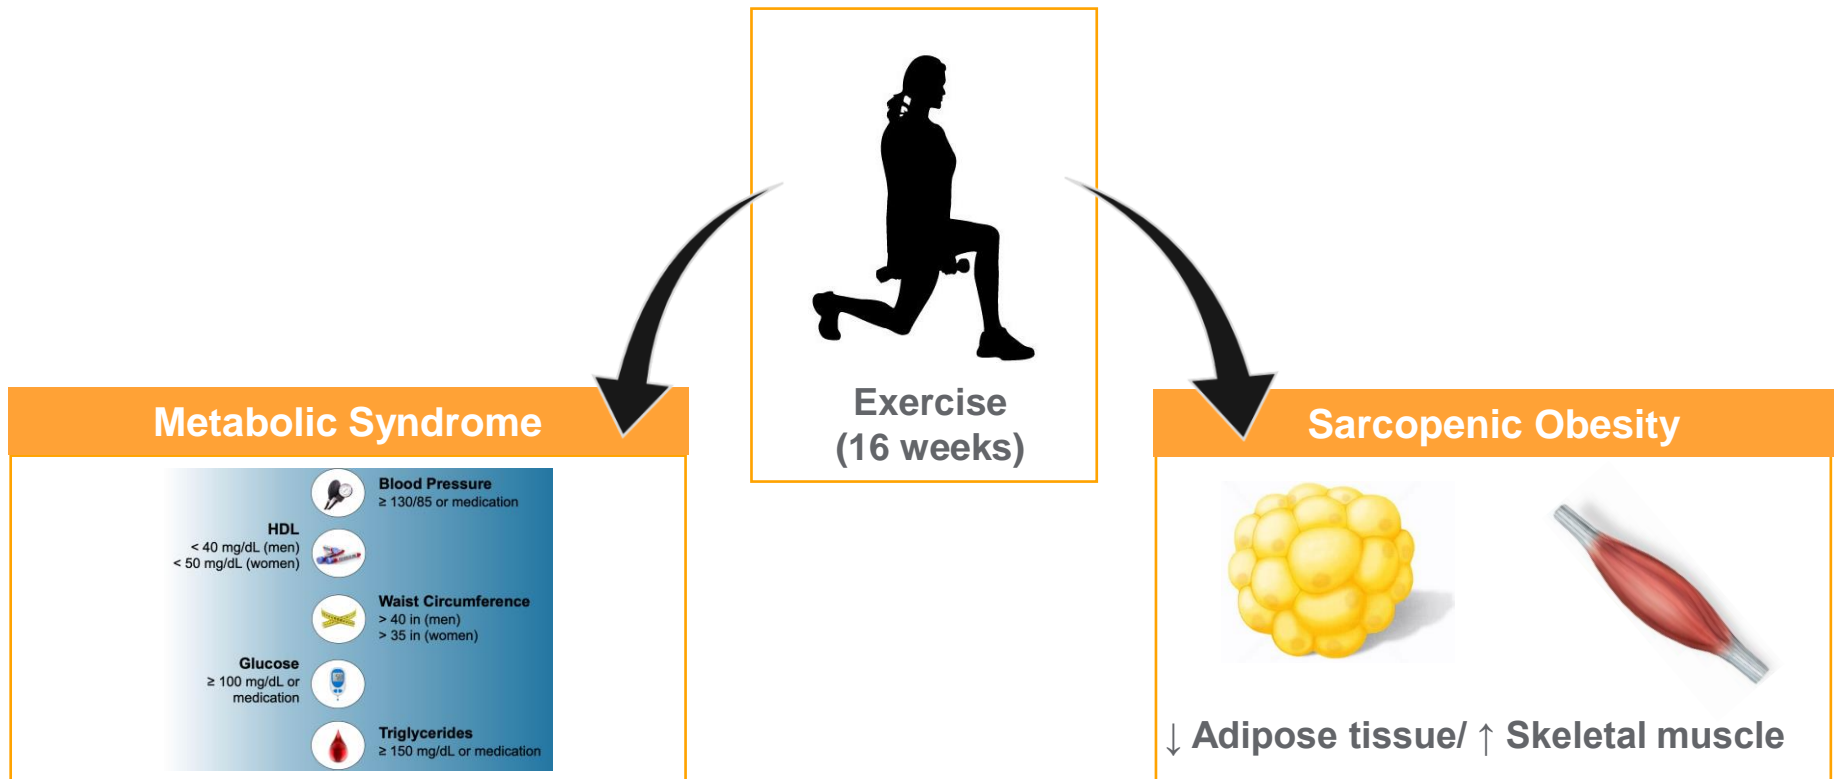 Exercise
(16 weeks)
Metabolic Syndrome
Blood Pressure
≥ 130/85 or medication
HDL
< 40 mg/dL (men)
< 50 mg/dL (women)
Waist Circumference
> 40 in (men)
> 35 in (women)
Glucose
≥ 100 mg/dL or
medication
Triglycerides
≥ 150 mg/dL or medication
Sarcopenic Obesity
↓ Adipose tissue/ ↑ Skeletal muscle